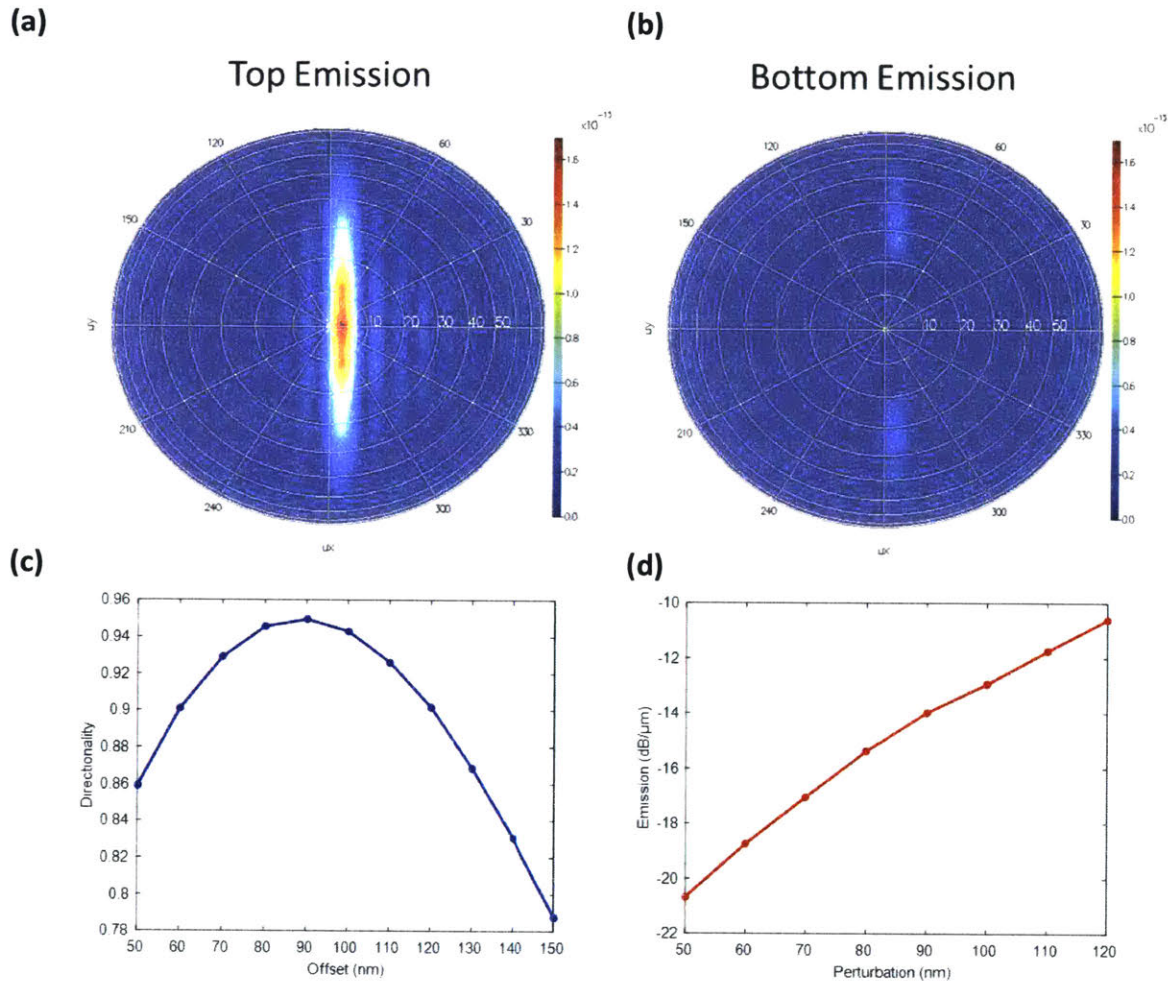 (a)
Top Emission
×10⁻¹⁵
120
60
150
30
10 20 30 40 50
uy
210
330
240
300
ux
1.6
1.4
1.2
1.0
0.8
0.6
0.4
0.2
0.0
(b)
Bottom Emission
×10⁻¹⁵
120
60
150
30
10 20 30 40 50
uy
210
330
240
300
ux
1.6
1.4
1.2
1.0
0.8
0.6
0.4
0.2
0.0
(c)
0.96
0.94
0.92
0.9
0.88
0.86
0.84
0.82
0.8
0.78
Directionality
50 60 70 80 90 100 110 120 130 140 150
Offset (nm)
(d)
-10
-12
-14
-16
-18
-20
-22
Emission (dB/μm)
50 60 70 80 90 100 110 120
Perturbation (nm)